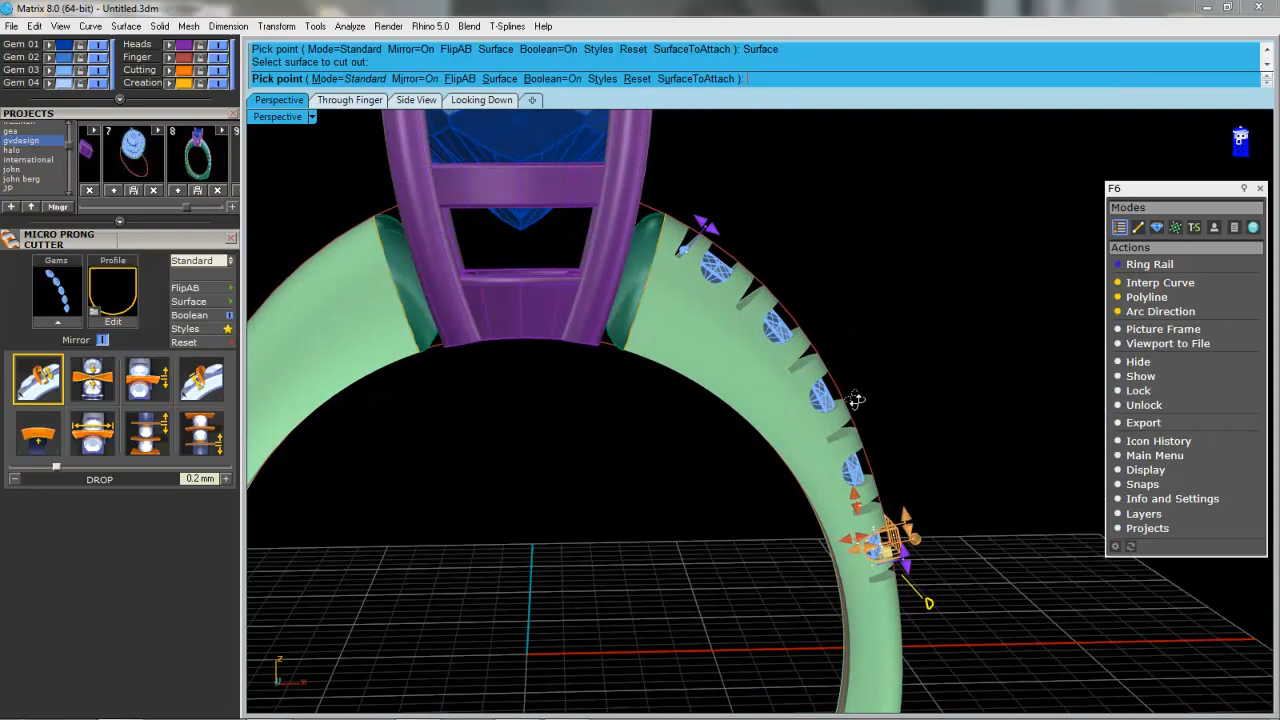 Matrix 8.0 (64-bit) - Untitled.3dm
File Edit View Curve Surface Solid Mesh Dimension Transform Tools Analyze Render Rhino 5.0 Blend T-Splines Help
Gem 01 Heads
Gem 02 Finger
Gem 03 Cutting
Gem 04 Creation
Pick point ( Mode=Standard Mirror=On FlipAB Surface Boolean=On Styles Reset SurfaceToAttach ): Surface
Select surface to cut out:
Pick point ( Mode=Standard Mirror=On FlipAB Surface Boolean=On Styles Reset SurfaceToAttach ):
Perspective Through Finger Side View Looking Down
Perspective
PROJECTS
gea
gvdesign
halo
international
john
john berg
JP
7 8 9
Mngr
MICRO PRONG CUTTER
Gems Profile Standard
FlipAB
Surface
Boolean
Edit
Styles
Mirror Reset
DROP 0.2 mm
F6
Modes
T-S
Actions
Ring Rail
Interp Curve
Polyline
Arc Direction
Picture Frame
Viewport to File
Hide
Show
Lock
Unlock
Export
Icon History
Main Menu
Display
Snaps
Info and Settings
Layers
Projects
D
z
x